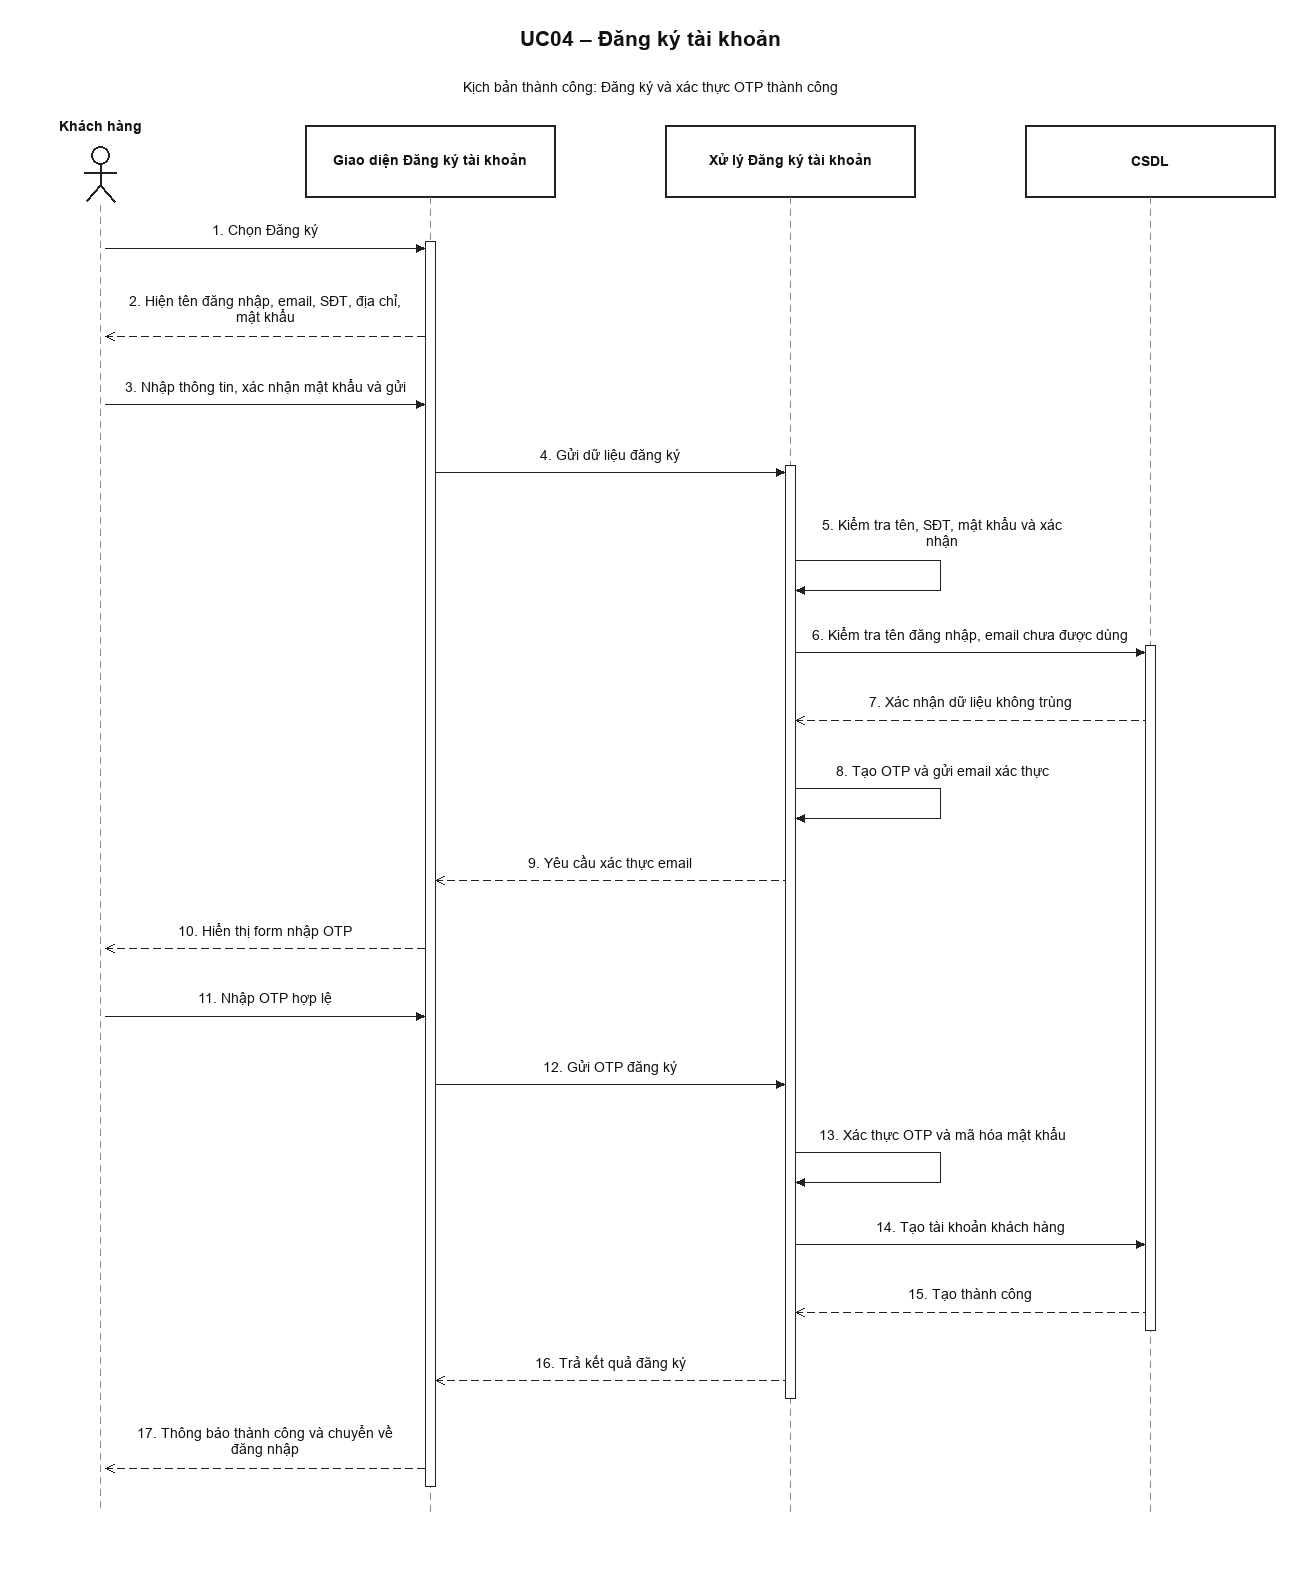 UC04 – Đăng ký tài khoản
Kịch bản thành công: Đăng ký và xác thực OTP thành công
Khách hàng
Giao diện Đăng ký tài khoản
Xử lý Đăng ký tài khoản
CSDL
1. Chọn Đăng ký
2. Hiện tên đăng nhập, email, SĐT, địa chỉ,
mật khẩu
3. Nhập thông tin, xác nhận mật khẩu và gửi
4. Gửi dữ liệu đăng ký
5. Kiểm tra tên, SĐT, mật khẩu và xác
nhận
6. Kiểm tra tên đăng nhập, email chưa được dùng
7. Xác nhận dữ liệu không trùng
8. Tạo OTP và gửi email xác thực
9. Yêu cầu xác thực email
10. Hiển thị form nhập OTP
11. Nhập OTP hợp lệ
12. Gửi OTP đăng ký
13. Xác thực OTP và mã hóa mật khẩu
14. Tạo tài khoản khách hàng
15. Tạo thành công
16. Trả kết quả đăng ký
17. Thông báo thành công và chuyển về
đăng nhập